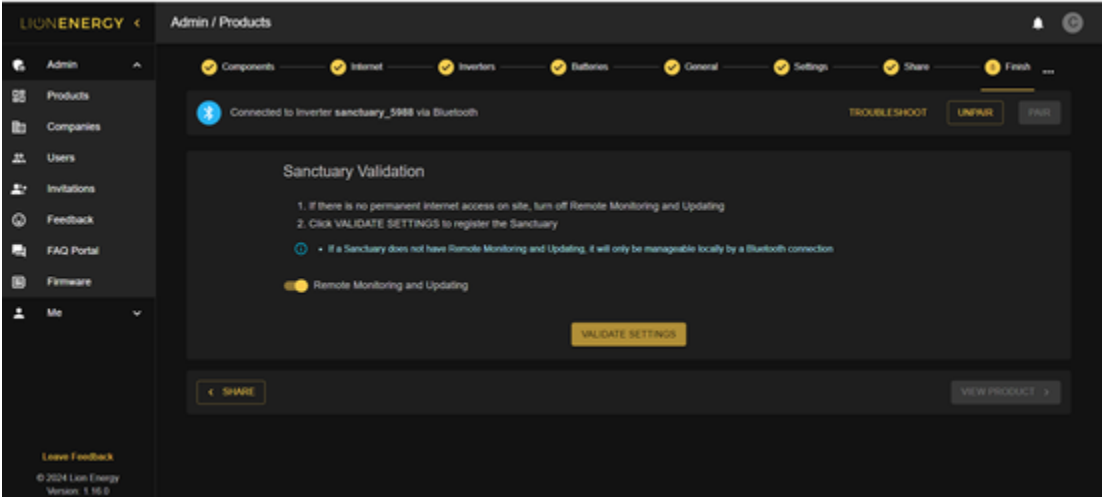 LIONENERGY <
Admin / Products
C
Admin
Products
Companies
Users
Invitations
Feedback
FAQ Portal
Firmware
Me
Components
Internet
Inverters
Batteries
General
Settings
Share
Finish ...
Connected to Inverter sanctuary_5988 via Bluetooth
TROUBLESHOOT
UNPAIR
PAIR
Sanctuary Validation
1. If there is no permanent internet access on site, turn off Remote Monitoring and Updating
2. Click VALIDATE SETTINGS to register the Sanctuary
• If a Sanctuary does not have Remote Monitoring and Updating, it will only be manageable locally by a Bluetooth connection
Remote Monitoring and Updating
VALIDATE SETTINGS
< SHARE
VIEW PRODUCT >
Leave Feedback
© 2024 Lion Energy
Version: 1.16.0